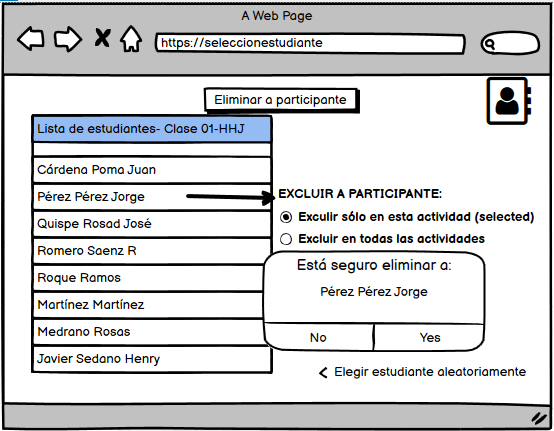 A Web Page
https://seleccionestudiante
Eliminar a participante
Lista de estudiantes- Clase 01-HHJ
Cárdena Poma Juan
Pérez Pérez Jorge
Quispe Rosad José
Romero Saenz R
Roque Ramos
Martínez Martínez
Medrano Rosas
Javier Sedano Henry
EXCLUIR A PARTICIPANTE:
Exculir sólo en esta actividad (selected)
Excluir en todas las actividades
Está seguro eliminar a:
Pérez Pérez Jorge
No Yes
Elegir estudiante aleatoriamente